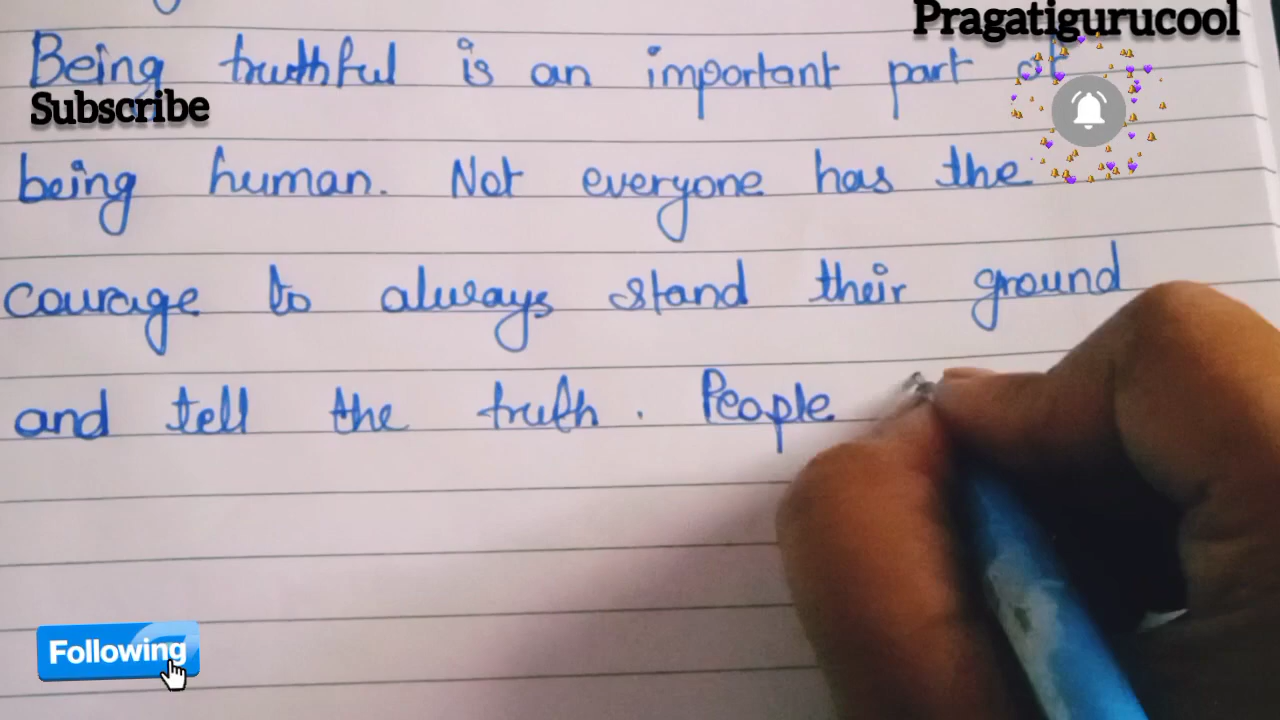 Pragatigurucool
Being truthful is an important part of
Subscribe
being human. Not everyone has the
courage to always stand their ground
and tell the truth. People
Following